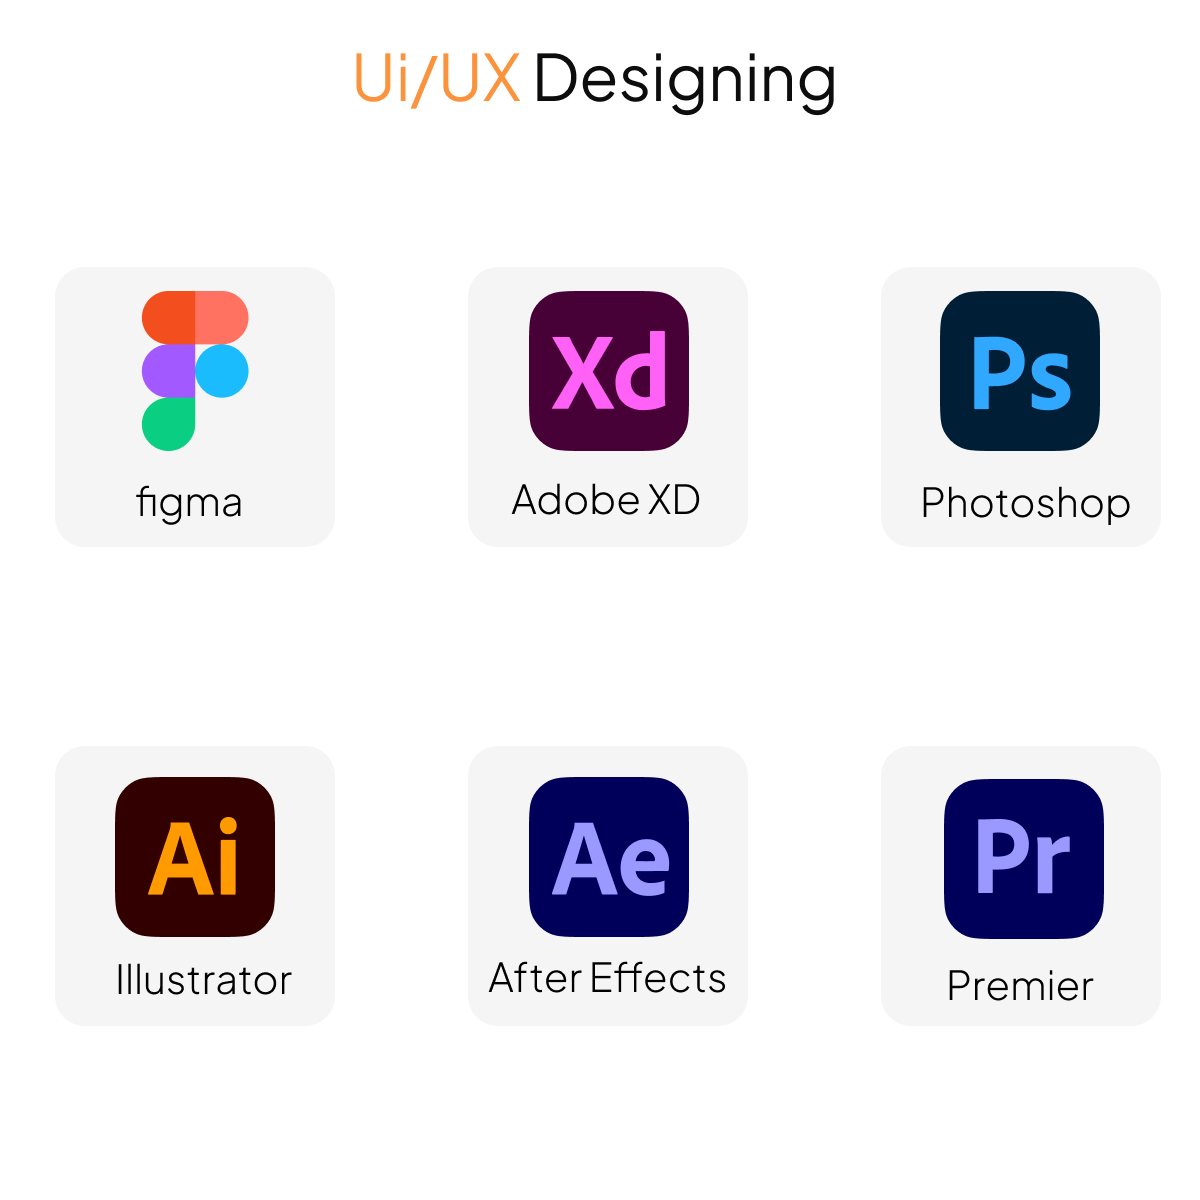 Ui/UX Designing
Xd
Ps
figma
Adobe XD
Photoshop
Ai
Ae
Pr
Illustrator
After Effects
Premier